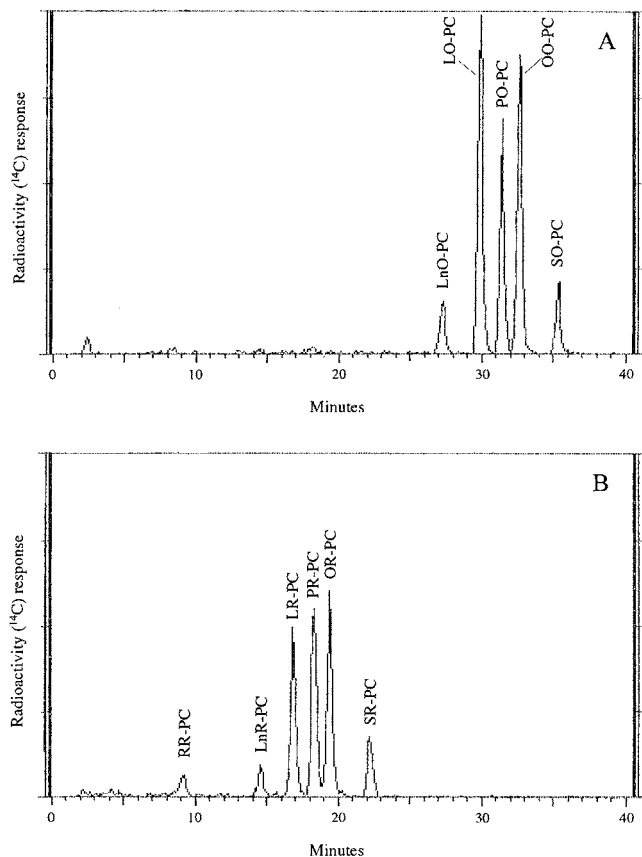 A
Radioactivity (¹⁴C) response
LnO-PC
LO-PC
PO-PC
OO-PC
SO-PC
0 10 20 30 40
Minutes
B
Radioactivity (¹⁴C) response
RR-PC
LnR-PC
LR-PC
PR-PC
OR-PC
SR-PC
0 10 20 30 40
Minutes